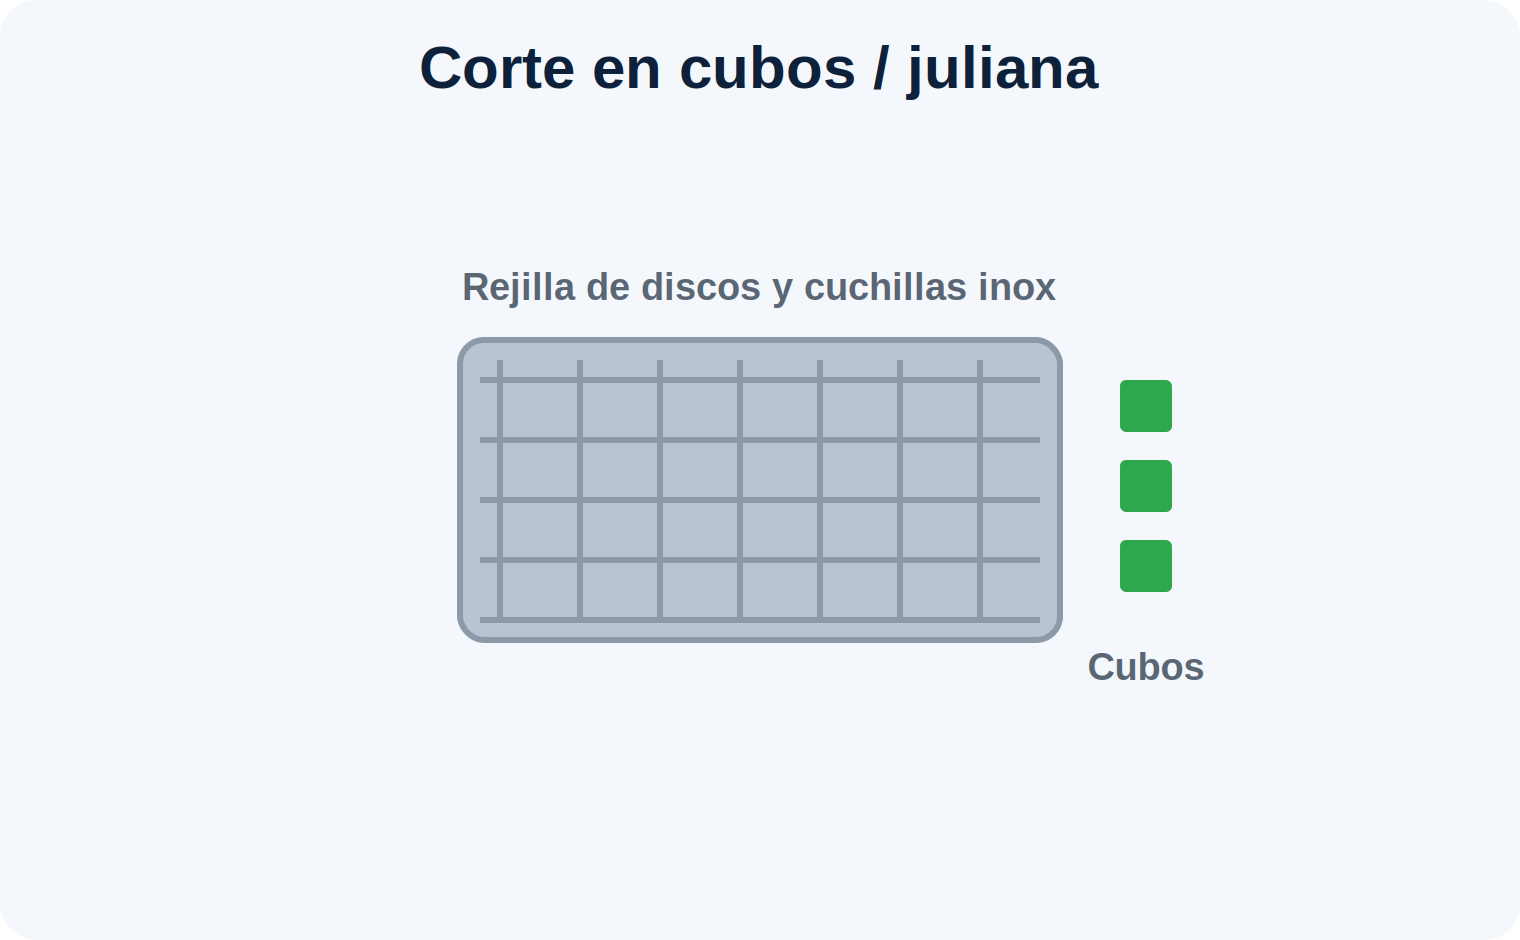 Corte en cubos / juliana
Rejilla de discos y cuchillas inox
Cubos